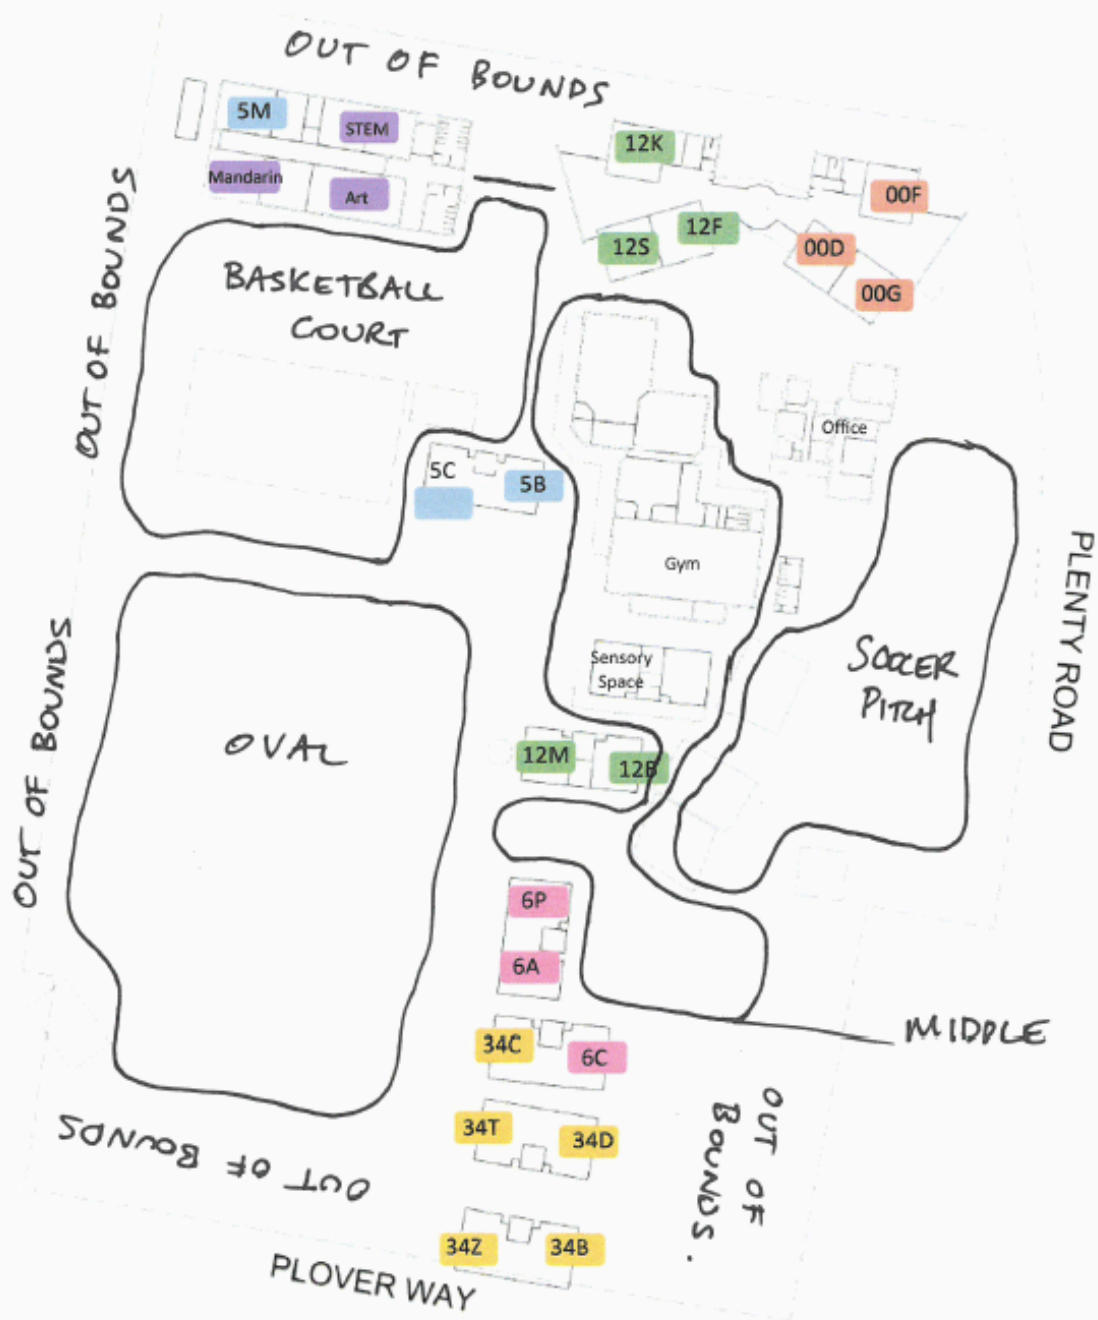 OUT OF BOUNDS
5M
STEM
Mandarin
Art
12K
12F
12S
00F
00D
00G
OUT OF BOUNDS
BASKETBALL
COURT
Office
5C
5B
Gym
PLENTY ROAD
Sensory
Space
SOCCER
PITCH
OUT OF BOUNDS
OVAL
12M
12B
6P
6A
34C
6C
MIDDLE
34T
34D
OUT OF
BOUNDS.
OUT OF BOUNDS
34Z
34B
PLOVER WAY